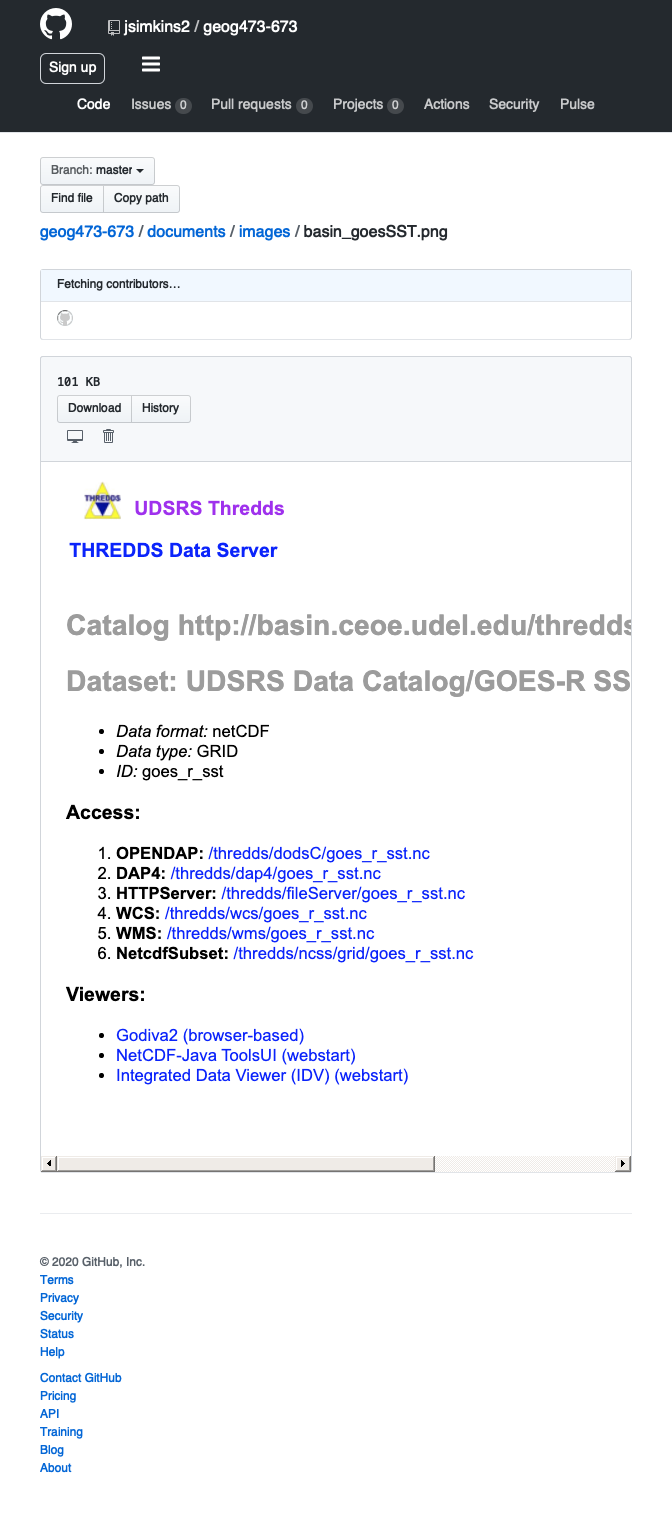 jsimkins2 / geog473-673
Sign up
Code Issues 0 Pull requests 0 Projects 0 Actions Security Pulse
Branch: master
Find file Copy path
geog473-673 / documents / images / basin_goesSST.png
Fetching contributors…
101 KB
Download History
THREDDS UDSRS Thredds
THREDDS Data Server
Catalog http://basin.ceoe.udel.edu/thredds
Dataset: UDSRS Data Catalog/GOES-R SS
• Data format: netCDF
• Data type: GRID
• ID: goes_r_sst
Access:
1. OPENDAP: /thredds/dodsC/goes_r_sst.nc
2. DAP4: /thredds/dap4/goes_r_sst.nc
3. HTTPServer: /thredds/fileServer/goes_r_sst.nc
4. WCS: /thredds/wcs/goes_r_sst.nc
5. WMS: /thredds/wms/goes_r_sst.nc
6. NetcdfSubset: /thredds/ncss/grid/goes_r_sst.nc
Viewers:
• Godiva2 (browser-based)
• NetCDF-Java ToolsUI (webstart)
• Integrated Data Viewer (IDV) (webstart)
© 2020 GitHub, Inc.
Terms
Privacy
Security
Status
Help
Contact GitHub
Pricing
API
Training
Blog
About